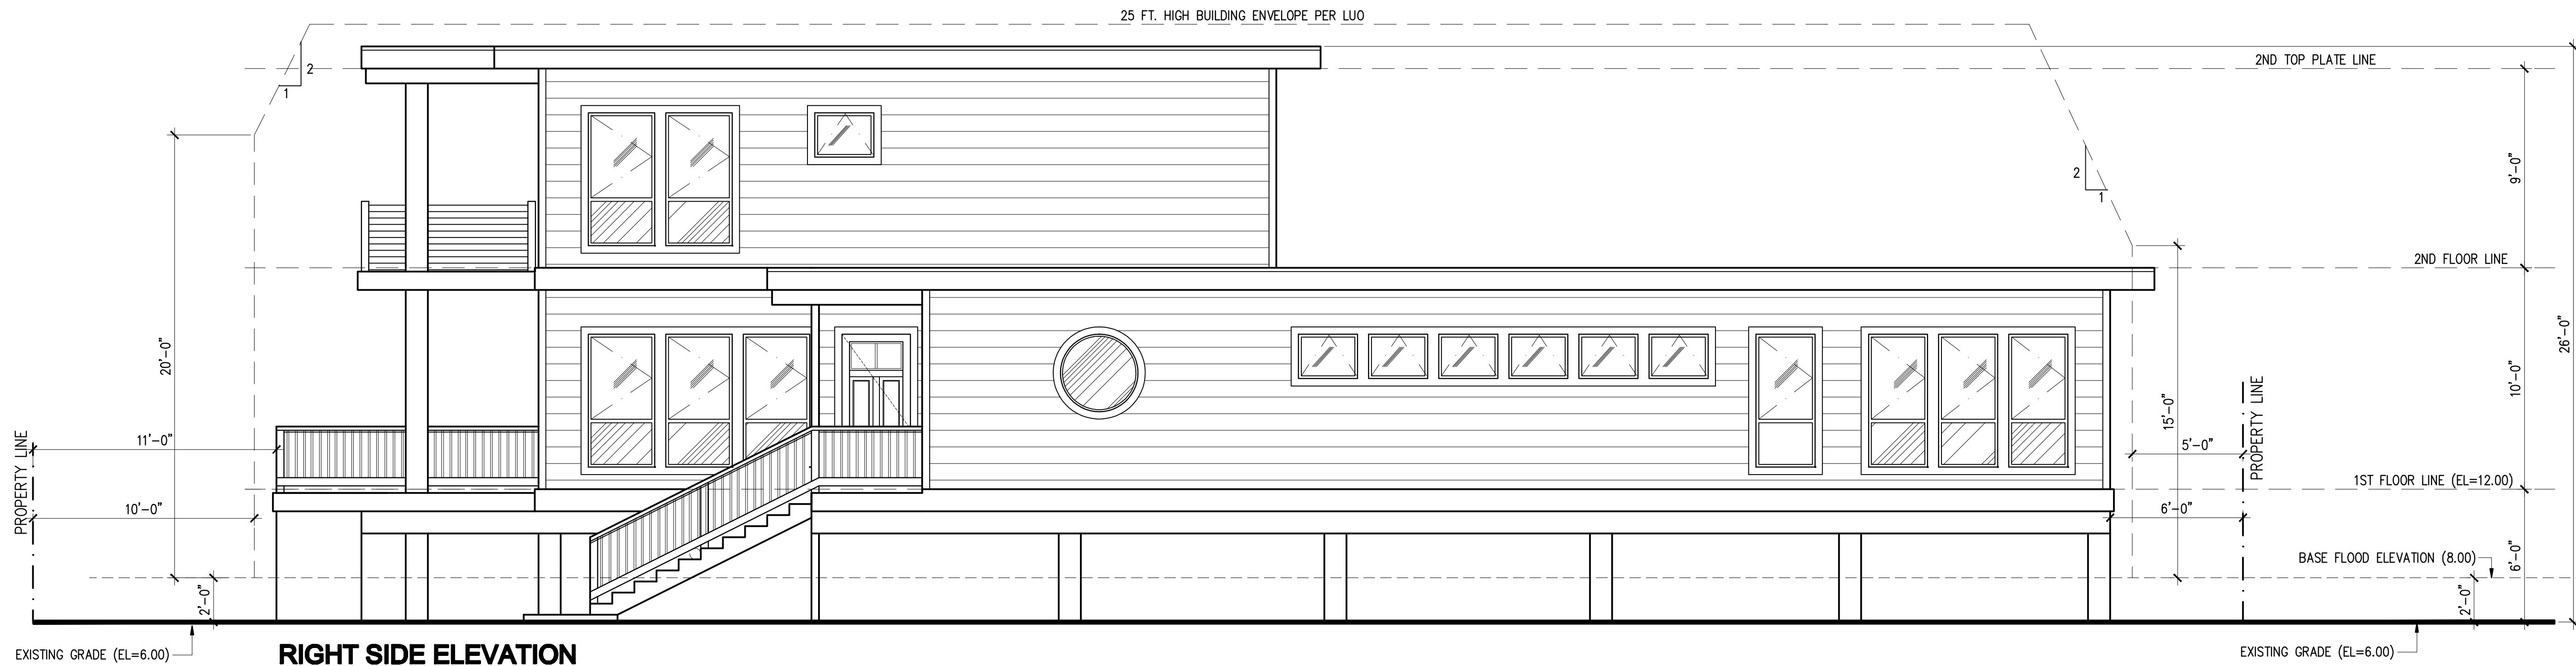 25 FT. HIGH BUILDING ENVELOPE PER LUO
2
1
2ND TOP PLATE LINE
9'-0"
2
1
2ND FLOOR LINE
20'-0"
26'-0"
10'-0"
15'-0"
PROPERTY LINE
11'-0"
5'-0"
PROPERTY LINE
1ST FLOOR LINE (EL=12.00)
10'-0"
6'-0"
BASE FLOOD ELEVATION (8.00)
6'-0"
2'-0"
2'-0"
EXISTING GRADE (EL=6.00)
RIGHT SIDE ELEVATION
EXISTING GRADE (EL=6.00)